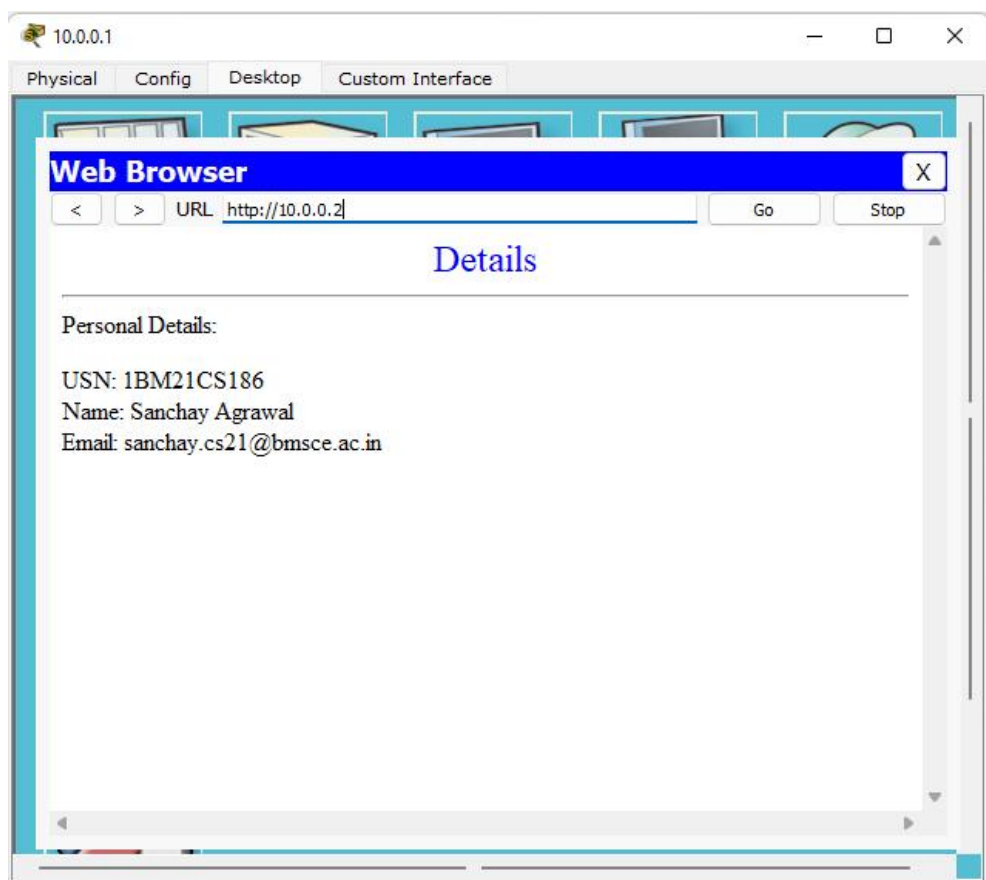 10.0.0.1
Physical Config Desktop Custom Interface
Web Browser X
< > URL http://10.0.0.2 Go Stop
Details
Personal Details:
USN: 1BM21CS186
Name: Sanchay Agrawal
Email: sanchay.cs21@bmsce.ac.in